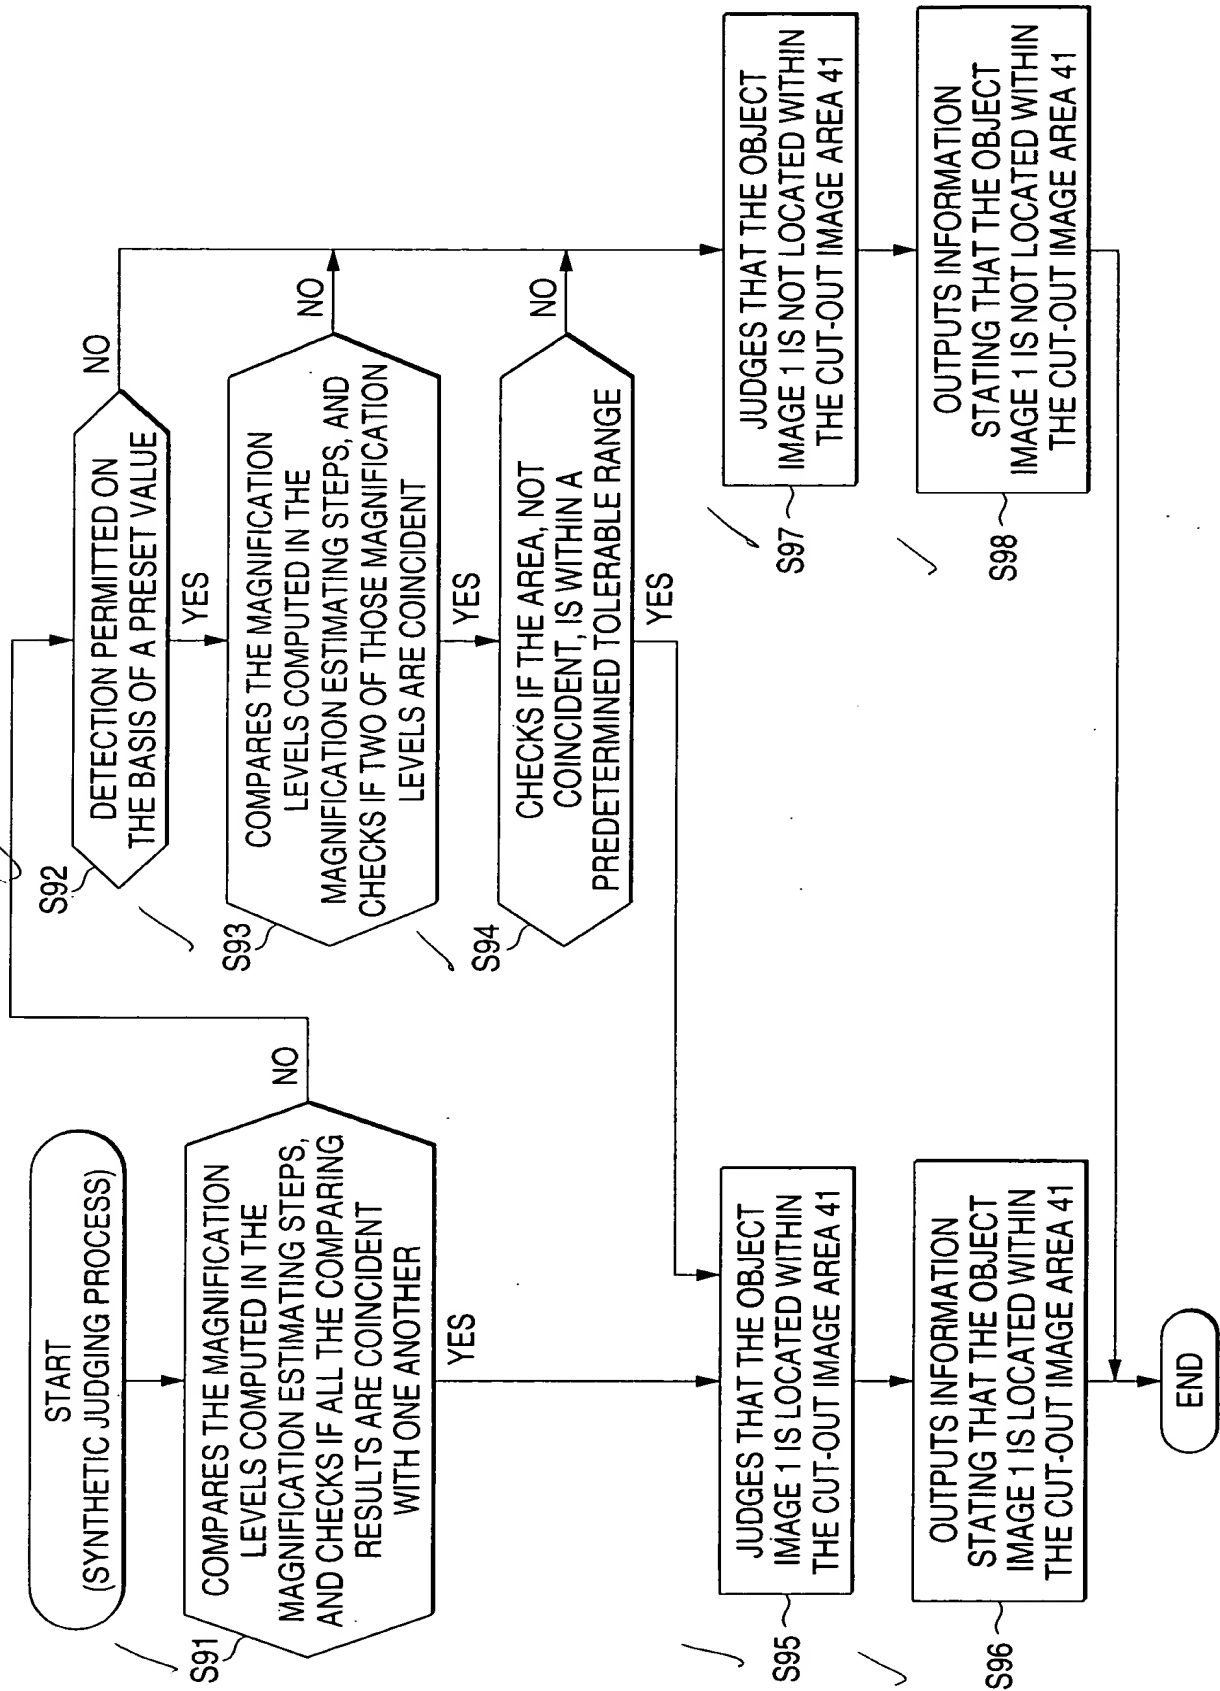 START
(SYNTHETIC JUDGING PROCESS)
S91
COMPARES THE MAGNIFICATION
LEVELS COMPUTED IN THE
MAGNIFICATION ESTIMATING STEPS,
AND CHECKS IF ALL THE COMPARING
RESULTS ARE COINCIDENT
WITH ONE ANOTHER
NO
YES
S92
DETECTION PERMITTED ON
THE BASIS OF A PRESET VALUE
NO
YES
S93
COMPARES THE MAGNIFICATION
LEVELS COMPUTED IN THE
MAGNIFICATION ESTIMATING STEPS, AND
CHECKS IF TWO OF THOSE MAGNIFICATION
LEVELS ARE COINCIDENT
NO
YES
S94
CHECKS IF THE AREA, NOT
COINCIDENT, IS WITHIN A
PREDETERMINED TOLERABLE RANGE
NO
YES
S95
JUDGES THAT THE OBJECT
IMAGE 1 IS LOCATED WITHIN
THE CUT-OUT IMAGE AREA 41
S96
OUTPUTS INFORMATION
STATING THAT THE OBJECT
IMAGE 1 IS LOCATED WITHIN
THE CUT-OUT IMAGE AREA 41
S97
JUDGES THAT THE OBJECT
IMAGE 1 IS NOT LOCATED WITHIN
THE CUT-OUT IMAGE AREA 41
S98
OUTPUTS INFORMATION
STATING THAT THE OBJECT
IMAGE 1 IS NOT LOCATED WITHIN
THE CUT-OUT IMAGE AREA 41
END